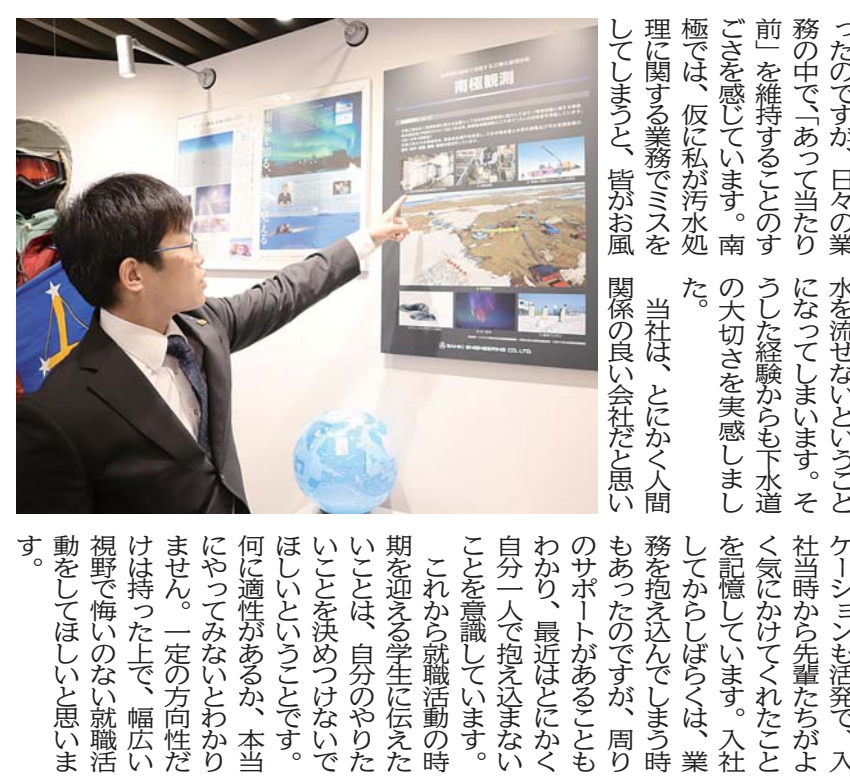 ったのですが、日々の業
務の中で、「あって当たり
前」を維持することのす
ごさを感じています。南
極では、仮に私が汚水処
理に関する業務でミスを
してしまうと、皆がお風
水を流せないということ
になってしまいます。そ
うした経験からも下水道
の大切さを実感しまし
た。
当社は、とにかく人間
関係の良い会社だと思い
ケーションも活発で、入
社当時から先輩たちがよ
く気にかけてくれたこと
を記憶しています。入社
してからしばらくは、業
務を抱え込んでしまう時
もあったのですが、周り
のサポートがあることも
わかり、最近はとにかく
自分一人で抱え込まない
ことを意識しています。
これから就職活動の時
期を迎える学生に伝えた
いことは、自分のやりた
いことを決めつけないで
ほしいということです。
何に適性があるか、本当
にやってみないとわかり
ません。一定の方向性だ
けは持った上で、幅広い
視野で悔いのない就職活
動をしてほしいと思いま
す。
南極観測
SANKI ENGINEERING CO., LTD.